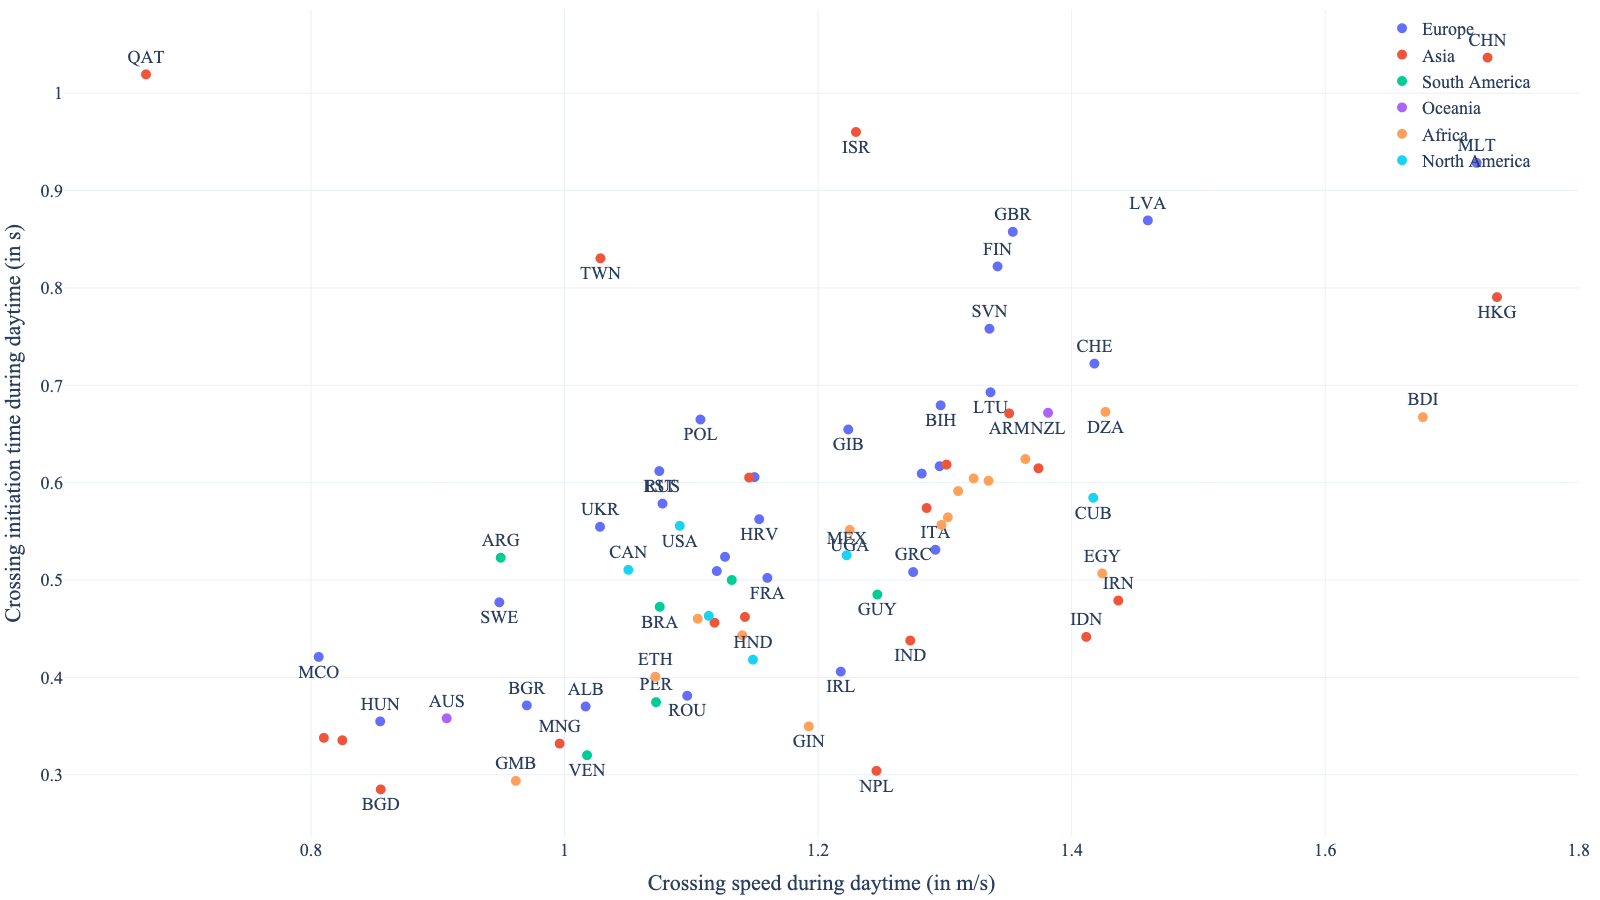 QAT
CHN
Europe
Asia
South America
Oceania
Africa
North America
MLT
ISR
LVA
GBR
FIN
TWN
SVN
HKG
CHE
LTU
BIH
ARM
NZL
DZA
BDI
POL
GIB
RUS
UKR
USA
HRV
MEX
UGA
ITA
GRC
CUB
ARG
CAN
EGY
IRN
SWE
BRA
FRA
GUY
IDN
HND
IND
MCO
ETH
PER
ROU
IRL
HUN
AUS
BGR
ALB
MNG
GIN
GMB
VEN
NPL
BGD
1
0.9
0.8
0.7
0.6
0.5
0.4
0.3
0.8
1
1.2
1.4
1.6
1.8
Crossing speed during daytime (in m/s)
Crossing initiation time during daytime (in s)